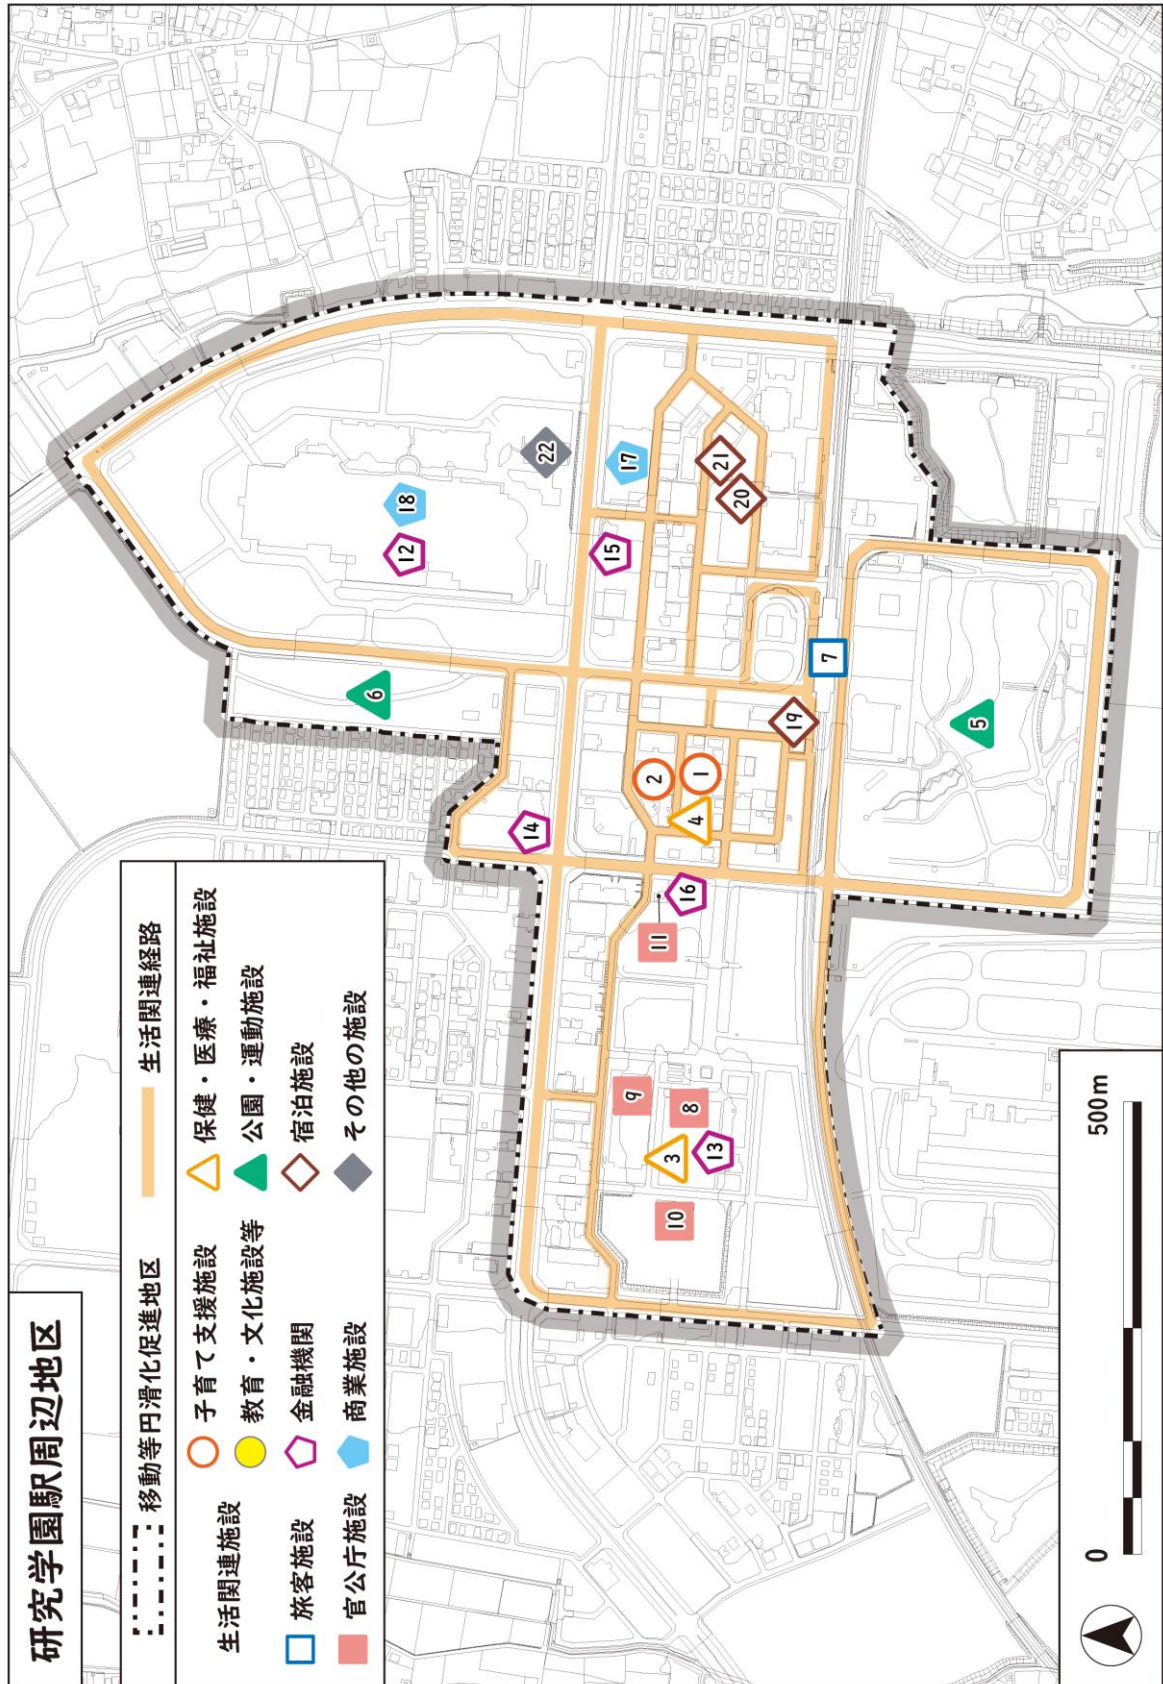 研究学園駅周辺地区
移動等円滑化促進地区
生活関連経路
生活関連施設
子育て支援施設
保健・医療・福祉施設
教育・文化施設等
公園・運動施設
旅客施設
金融機関
宿泊施設
官公庁施設
商業施設
その他の施設
18
12
22
6
17
15
14
21
20
2
1
4
19
7
16
11
5
9
8
3
13
10
0
500m